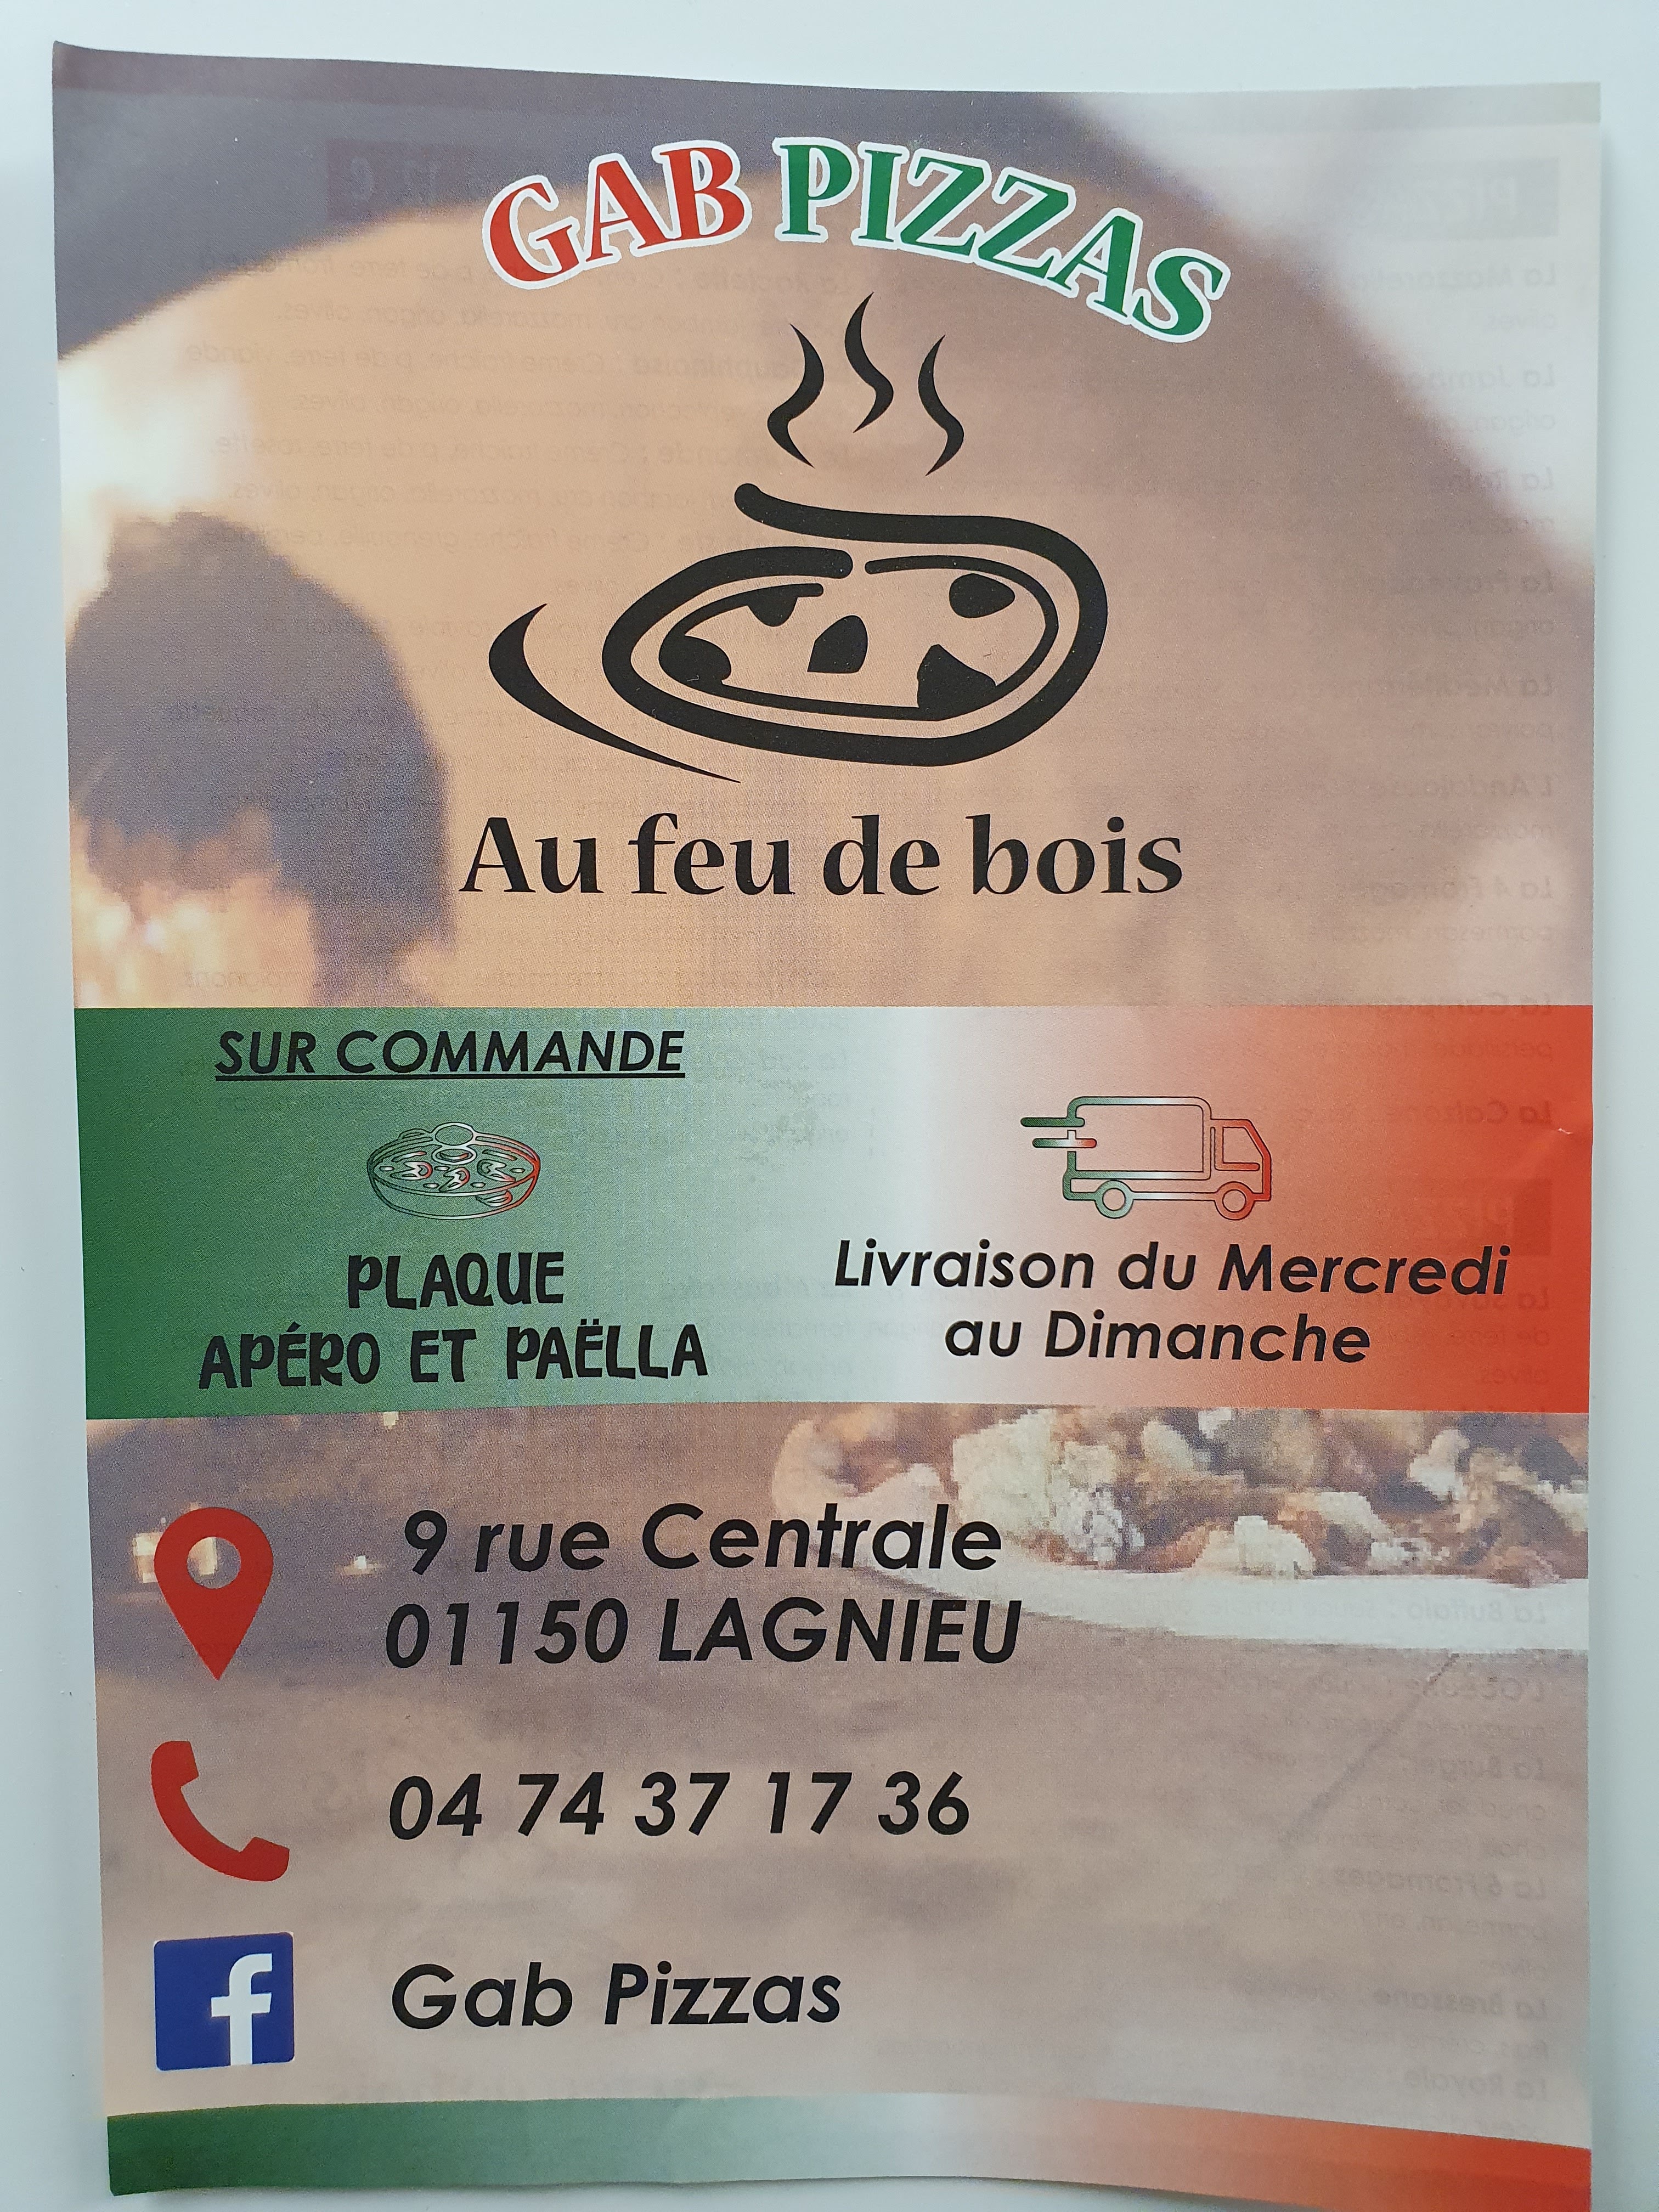 GAB PIZZAS
Au feu de bois
SUR COMMANDE
PLAQUE
APÉRO ET PAËLLA
Livraison du Mercredi
au Dimanche
9 rue Centrale
01150 LAGNIEU
04 74 37 17 36
f
Gab Pizzas